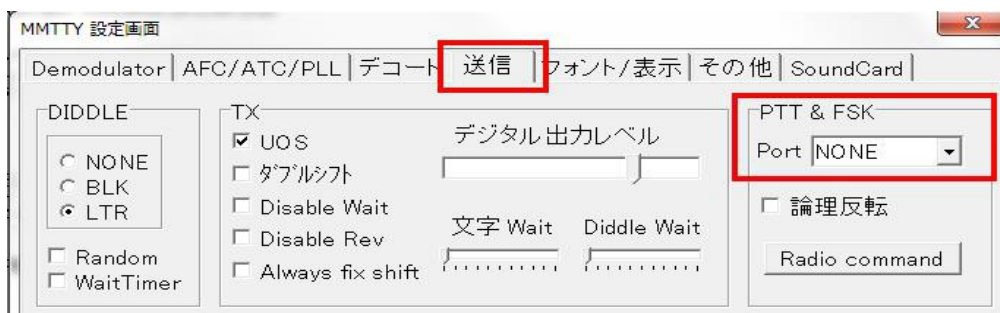 MMTTY 設定画面
Demodulator AFC/ATC/PLL デコート 送信 フォント/表示 その他 SoundCard
DIDDLE
NONE
BLK
LTR
Random
WaitTimer
TX
UOS
ﾀﾞﾌﾞﾙｼﾌﾄ
Disable Wait
Disable Rev
Always fix shift
デジタル出力レベル
文字 Wait Diddle Wait
PTT & FSK
Port NONE
論理反転
Radio command